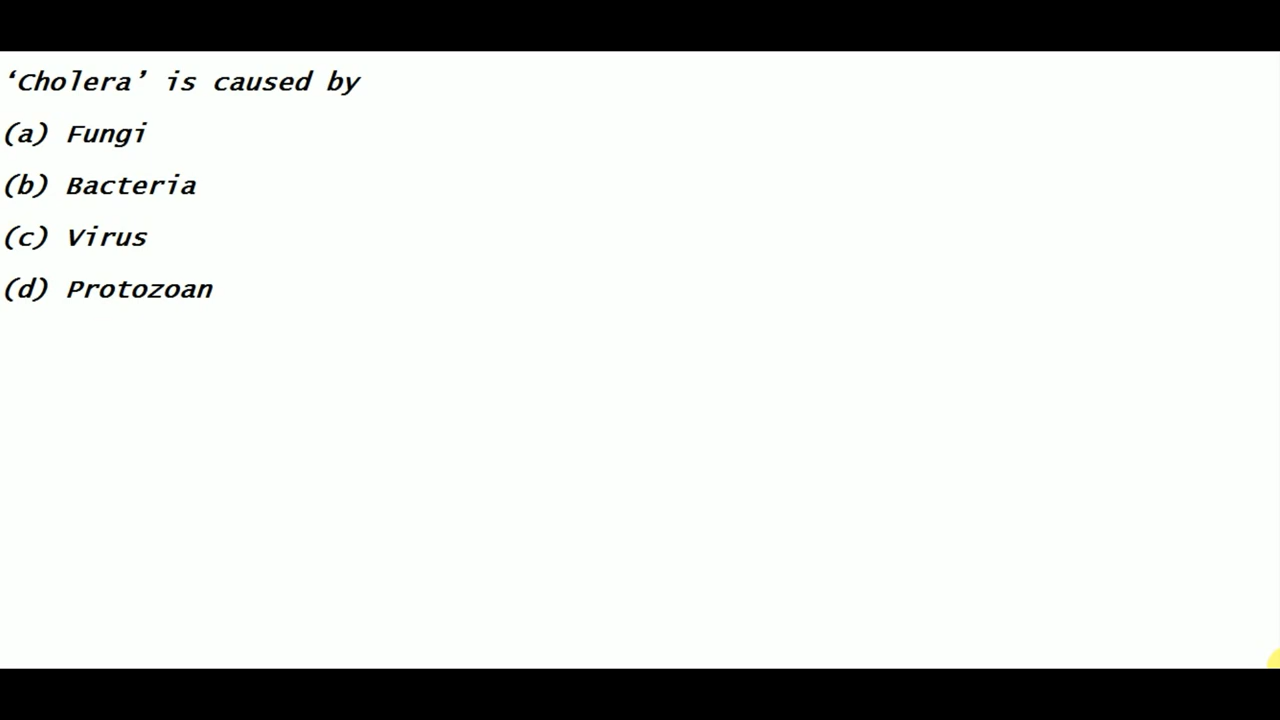 ‘Cholera’ is caused by
(a) Fungi
(b) Bacteria
(c) Virus
(d) Protozoan